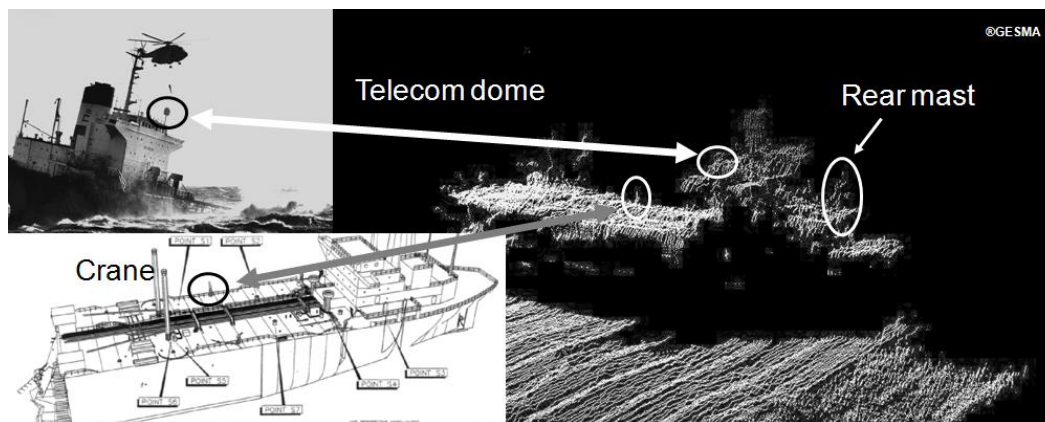 ®GESMA
Telecom dome
Rear mast
Crane
POINT S1
POINT S2
POINT S3
POINT S4
POINT S5
POINT S6
POINT S7